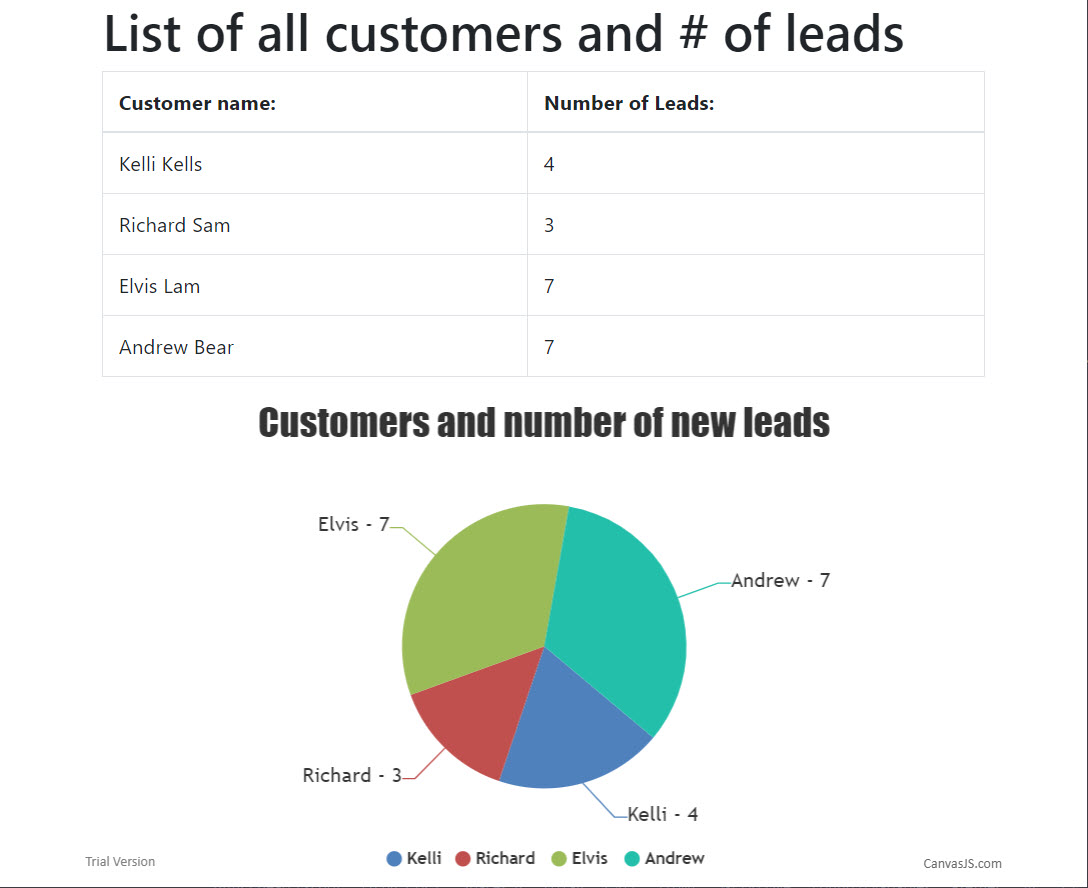 List of all customers and # of leads
Customer name: Number of Leads:
Kelli Kells 4
Richard Sam 3
Elvis Lam 7
Andrew Bear 7
Customers and number of new leads
Elvis - 7
Andrew - 7
Richard - 3
Kelli - 4
Kelli Richard Elvis Andrew
Trial Version CanvasJS.com